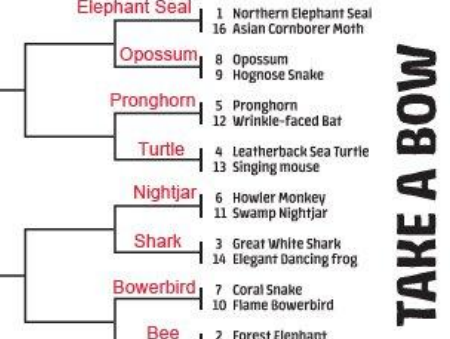 Elephant Seal
1 Northern Elephant Seal
16 Asian Cornborer Moth
Opossum
8 Opossum
9 Hognose Snake
Pronghorn
5 Pronghorn
12 Wrinkle-faced Bat
Turtle
4 Leatherback Sea Turtle
13 Singing mouse
Nightjar
6 Howler Monkey
11 Swamp Nightjar
Shark
3 Great White Shark
14 Elegant Dancing frog
Bowerbird
7 Coral Snake
10 Flame Bowerbird
Bee
2 Forest Elephant
TAKE A BOW